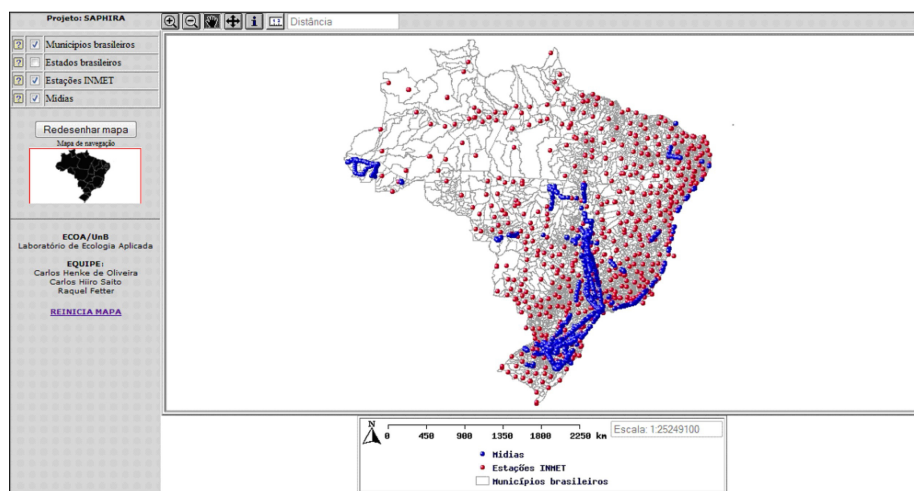 Projeto: SAPHIRA
Distância
Municípios brasileiros
Estados brasileiros
Estações INMET
Mídias
Redesenhar mapa
Mapa de navegação
ECOA/UnB
Laboratório de Ecologia Aplicada
EQUIPE:
Carlos Henke de Oliveira
Carlos Hiiro Saito
Raquel Fetter
REINICIA MAPA
N
0 450 900 1350 1800 2250 km
Escala: 1:25249100
Mídias
Estações INMET
Municípios brasileiros